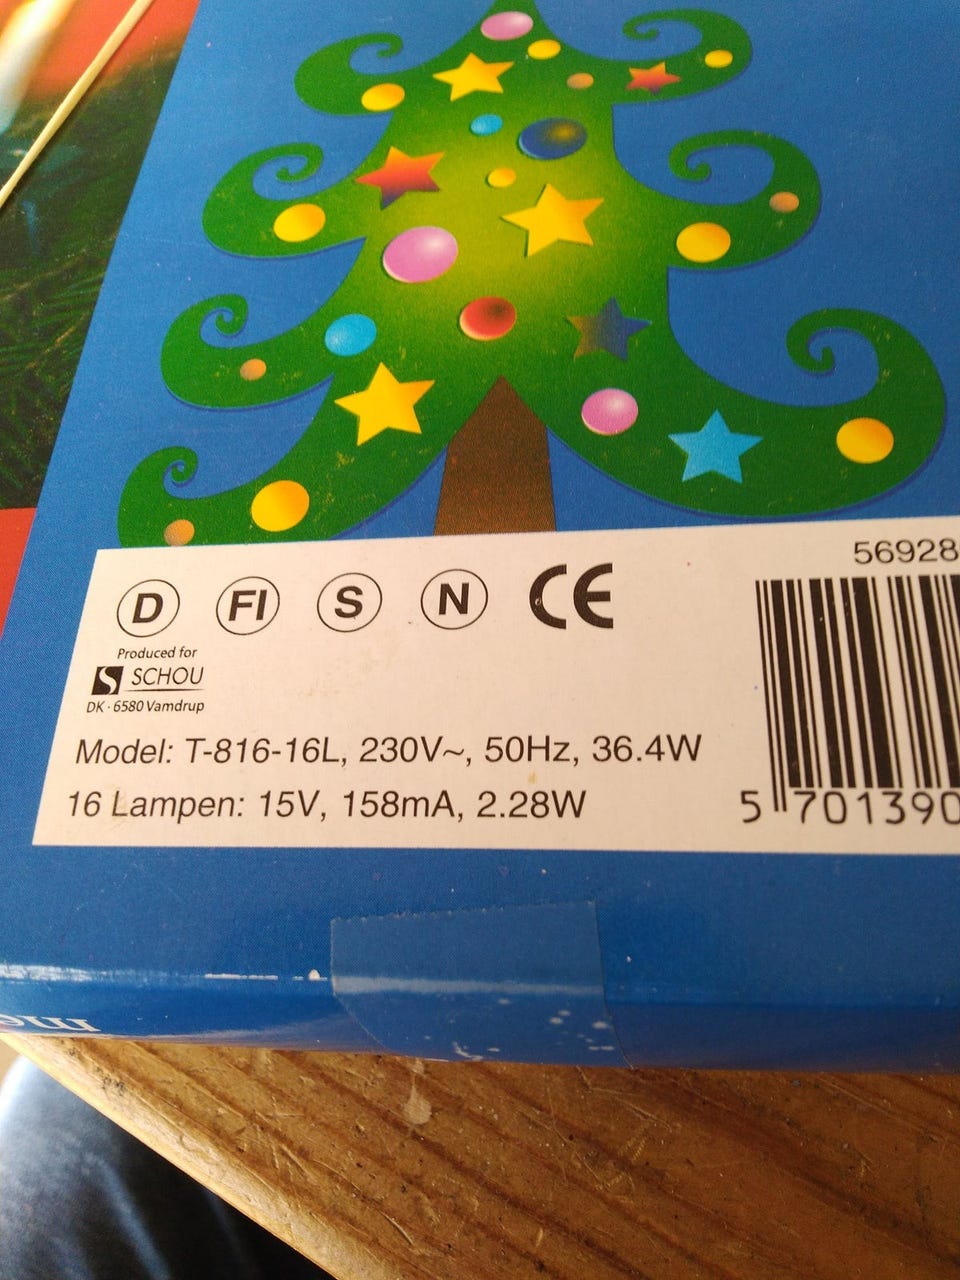 56928
D FI S N CE
Produced for
SCHOU
DK · 6580 Vamdrup
Model: T-816-16L, 230V~, 50Hz, 36.4W
16 Lampen: 15V, 158mA, 2.28W
5 701390